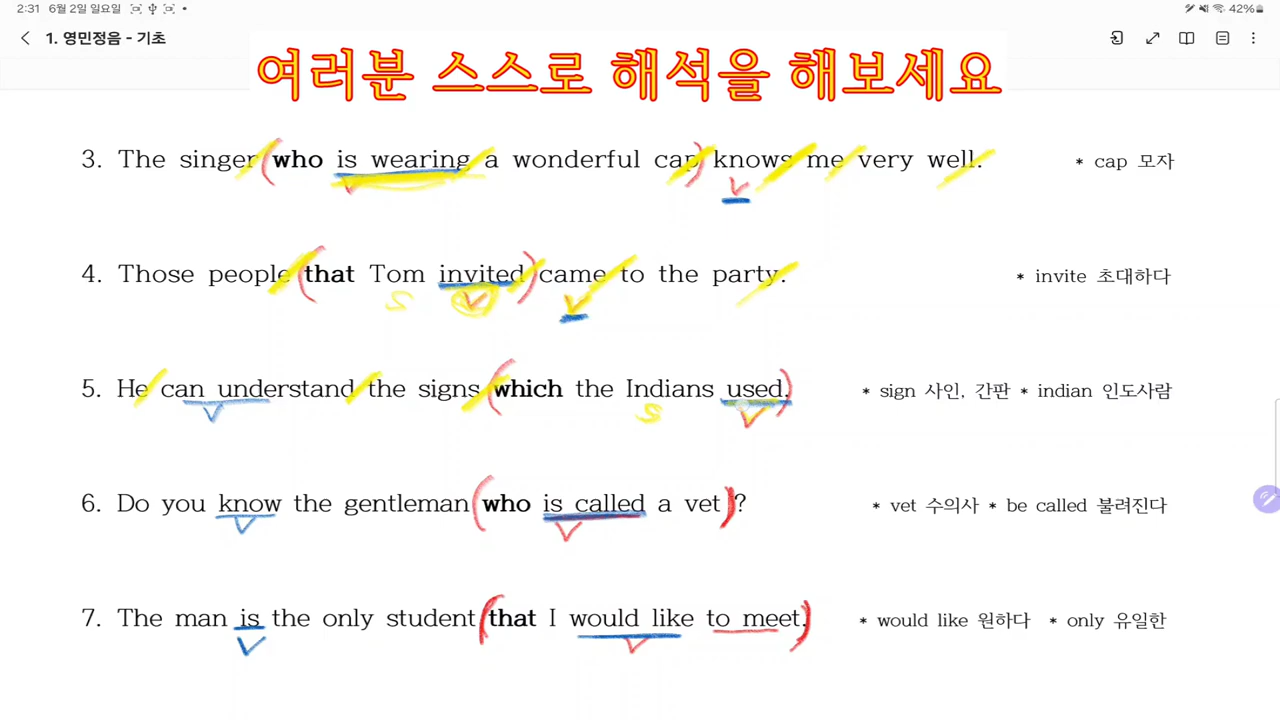 2:31 6월 2일 일요일 42%
1. 영민정음 - 기초
여러분 스스로 해석을 해보세요
3. The singer (who is wearing a wonderful cap) knows me very well. * cap 모자
V V
4. Those people (that Tom invited) came to the party. * invite 초대하다
S V V
5. He can understand the signs (which the Indians used.) * sign 사인, 간판 * indian 인도사람
V S V
6. Do you know the gentleman (who is called a vet)? * vet 수의사 * be called 불려진다
V V
7. The man is the only student (that I would like to meet.) * would like 원하다 * only 유일한
V V